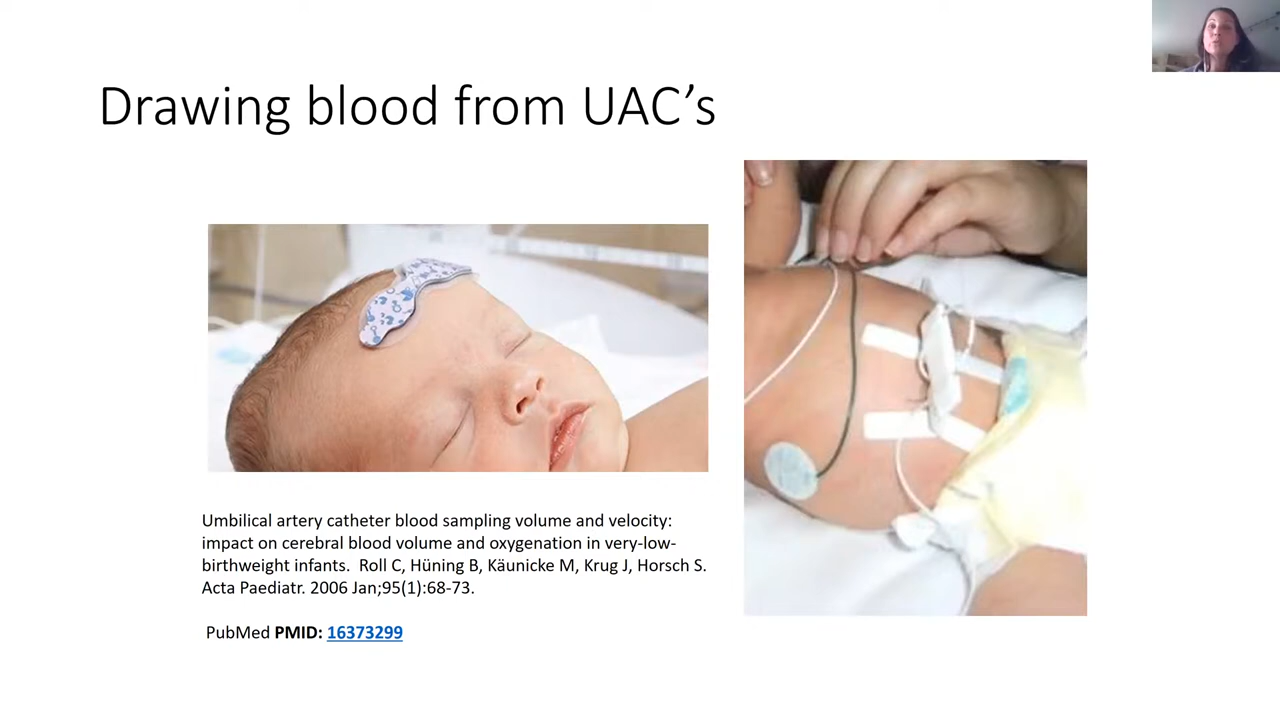 Drawing blood from UAC’s
Umbilical artery catheter blood sampling volume and velocity:
impact on cerebral blood volume and oxygenation in very-low-
birthweight infants.  Roll C, Hüning B, Käunicke M, Krug J, Horsch S.
Acta Paediatr. 2006 Jan;95(1):68-73.
PubMed PMID: 16373299